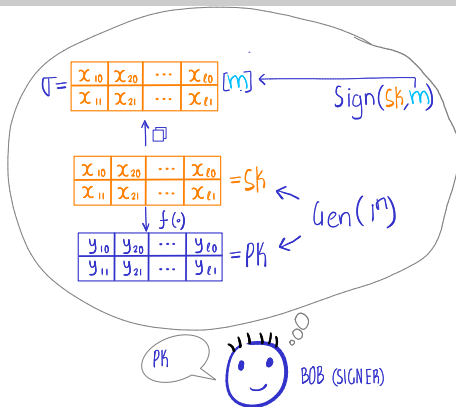 σ= x₁₀ x₂₀ ... xℓ₀ [m]
x₁₁ x₂₁ ... xℓ₁
Sign(SK,m)
x₁₀ x₂₀ ... xℓ₀ =SK
x₁₁ x₂₁ ... xℓ₁
f(.)
Gen(1ⁿ)
y₁₀ y₂₀ ... yℓ₀ =PK
y₁₁ y₂₁ ... yℓ₁
PK
BOB (SIGNER)